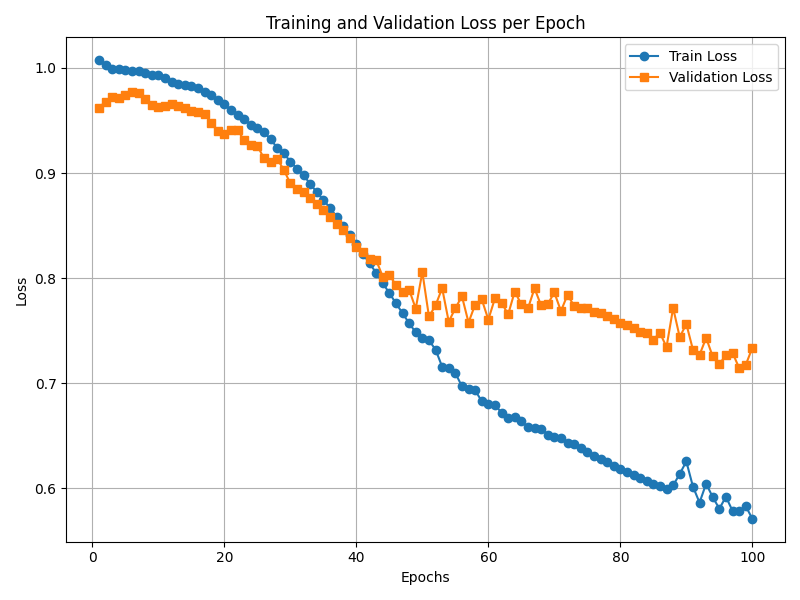 Training and Validation Loss per Epoch
Train Loss
Validation Loss
Loss
1.0
0.9
0.8
0.7
0.6
0 20 40 60 80 100
Epochs